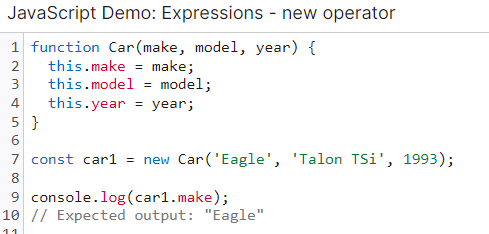 JavaScript Demo: Expressions - new operator
1 function Car(make, model, year) {
2   this.make = make;
3   this.model = model;
4   this.year = year;
5 }
6
7 const car1 = new Car('Eagle', 'Talon TSi', 1993);
8
9 console.log(car1.make);
10 // Expected output: "Eagle"
11